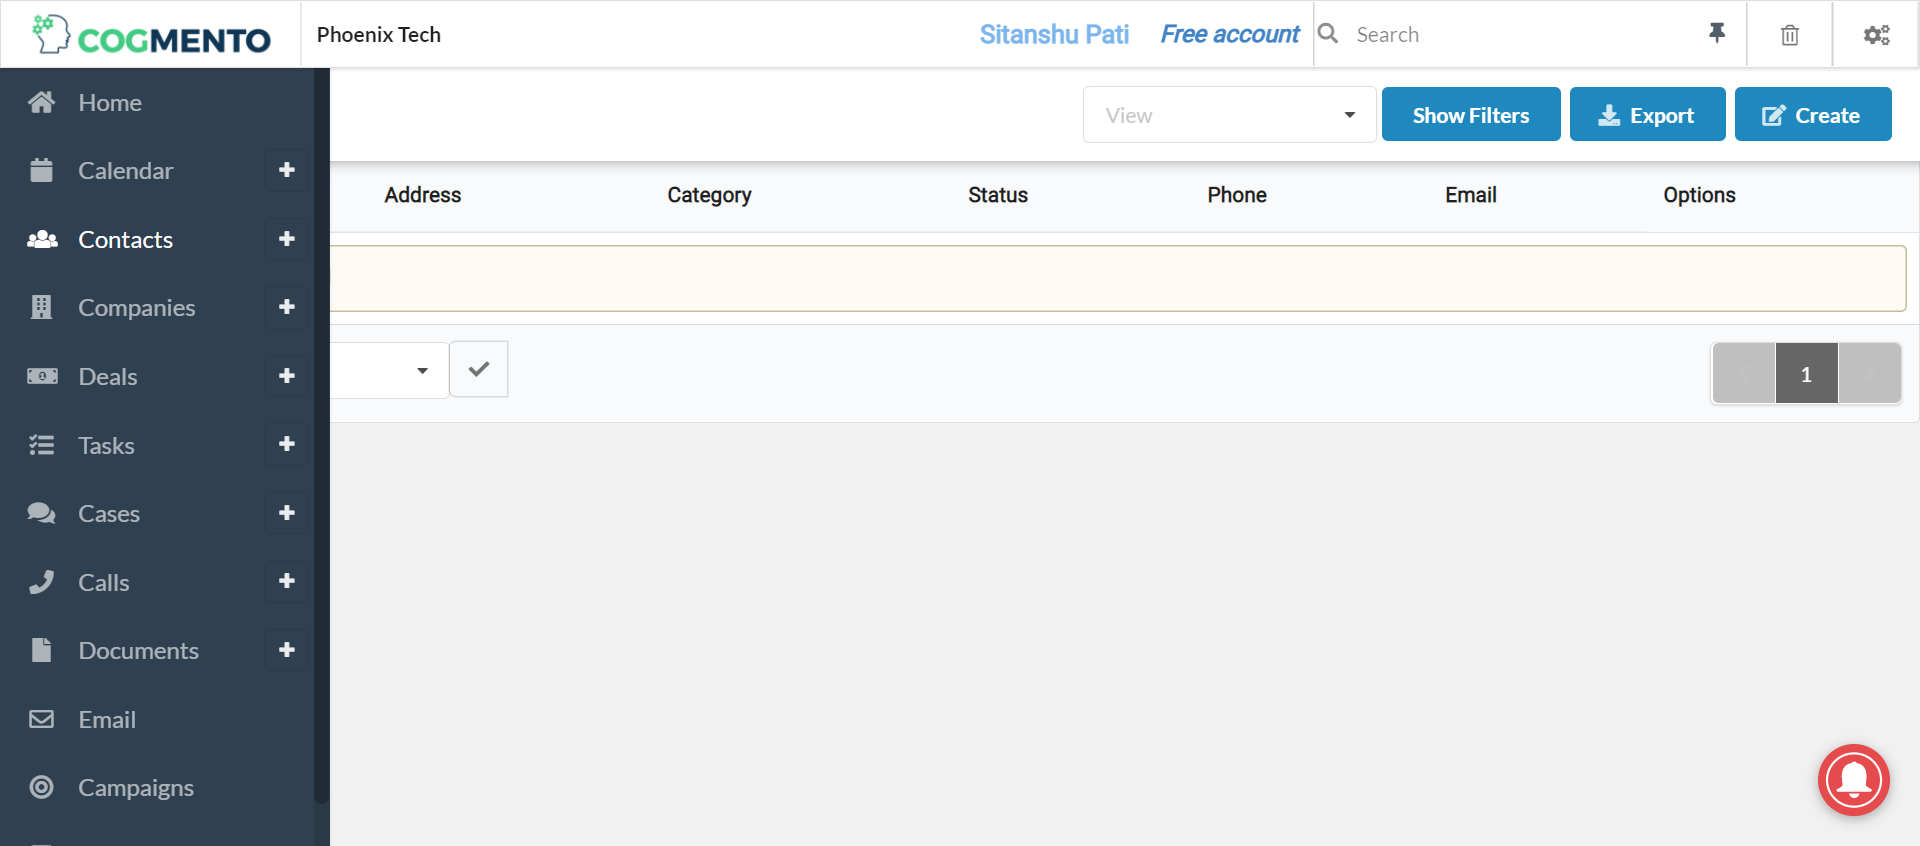 COGMENTO
Phoenix Tech
Sitanshu Pati
Free account
Search
Home
Calendar
Contacts
Companies
Deals
Tasks
Cases
Calls
Documents
Email
Campaigns
View
Show Filters
Export
Create
Address
Category
Status
Phone
Email
Options
1